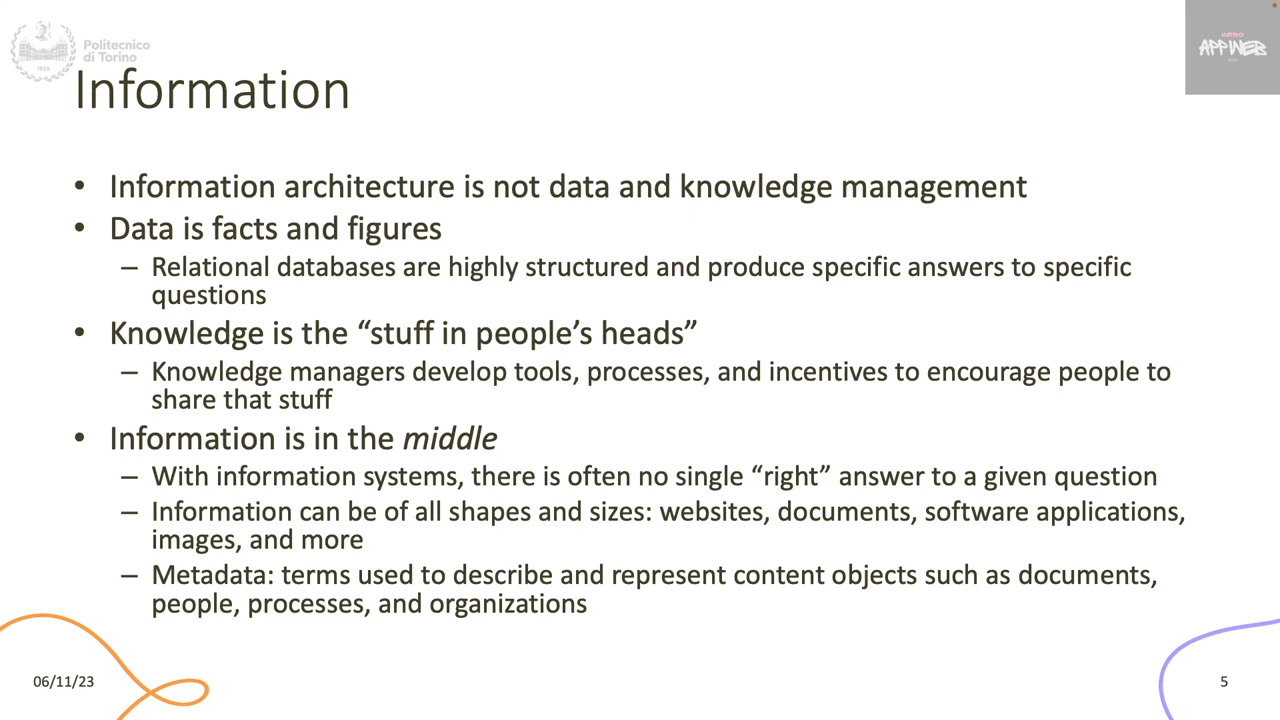 Politecnico
di Torino
1859
INTRO
APPWEB
Information
• Information architecture is not data and knowledge management
• Data is facts and figures
– Relational databases are highly structured and produce specific answers to specific
questions
• Knowledge is the “stuff in people’s heads”
– Knowledge managers develop tools, processes, and incentives to encourage people to
share that stuff
• Information is in the middle
– With information systems, there is often no single “right” answer to a given question
– Information can be of all shapes and sizes: websites, documents, software applications,
images, and more
– Metadata: terms used to describe and represent content objects such as documents,
people, processes, and organizations
06/11/23
5